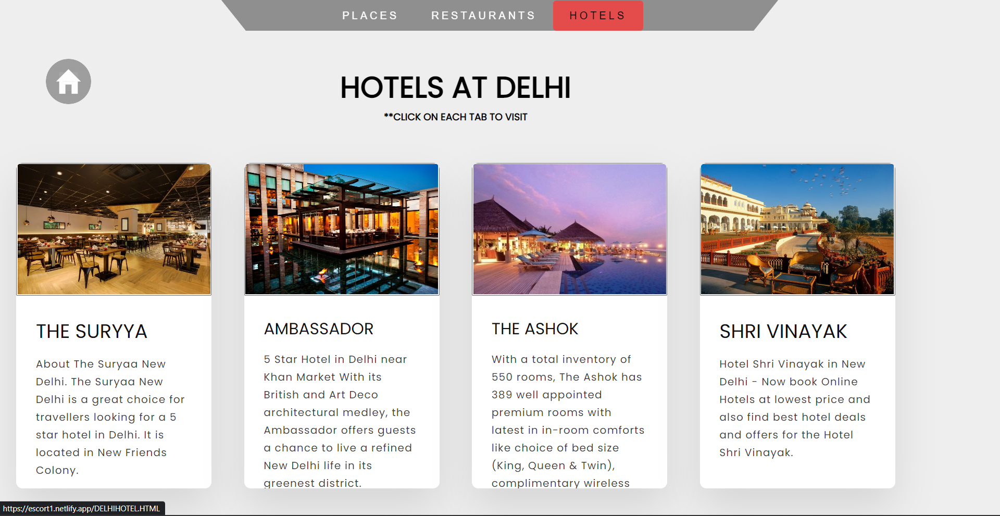 PLACES RESTAURANTS HOTELS
HOTELS AT DELHI
**CLICK ON EACH TAB TO VISIT
THE SURYYA
About The Suryaa New
Delhi. The Suryaa New
Delhi is a great choice for
travellers looking for a 5
star hotel in Delhi. It is
located in New Friends
Colony.
AMBASSADOR
5 Star Hotel in Delhi near
Khan Market With its
British and Art Deco
architectural medley, the
Ambassador offers guests
a chance to live a refined
New Delhi life in its
greenest district.
THE ASHOK
With a total inventory of
550 rooms, The Ashok has
389 well appointed
premium rooms with
latest in in-room comforts
like choice of bed size
(King, Queen & Twin),
complimentary wireless
SHRI VINAYAK
Hotel Shri Vinayak in New
Delhi - Now book Online
Hotels at lowest price and
also find best hotel deals
and offers for the Hotel
Shri Vinayak.
https://escort1.netlify.app/DELHIHOTEL.HTML